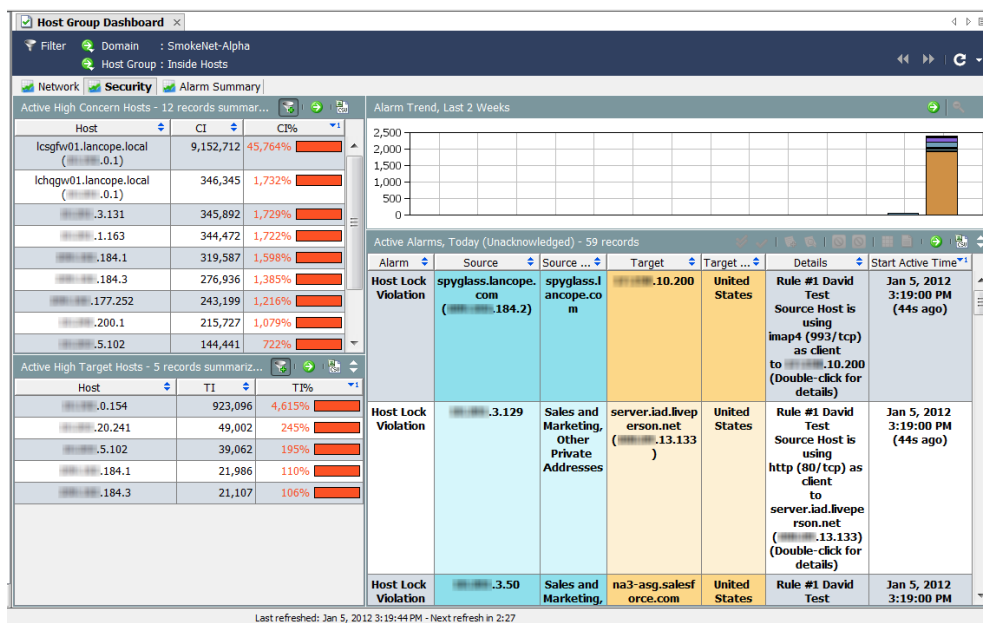 Host Group Dashboard
Filter Domain : SmokeNet-Alpha
Host Group : Inside Hosts
Network Security Alarm Summary
Active High Concern Hosts - 12 records summar...
Host CI CI% 1
lcsgfw01.lancope.local 9,152,712 45,764%
( .0.1)
lchqgw01.lancope.local 346,345 1,732%
( .0.1)
.3.131 345,892 1,729%
.1.163 344,472 1,722%
.184.1 319,587 1,598%
.184.3 276,936 1,385%
.177.252 243,199 1,216%
.200.1 215,727 1,079%
.5.102 144,441 722%
Active High Target Hosts - 5 records summariz...
Host TI TI% 1
.0.154 923,096 4,615%
.20.241 49,002 245%
.5.102 39,062 195%
.184.1 21,986 110%
.184.3 21,107 106%
Alarm Trend, Last 2 Weeks
2,500
2,000
1,500
1,000
500
0
Active Alarms, Today (Unacknowledged) - 59 records
Alarm Source Source ... Target Target ... Details Start Active Time 1
Host Lock spyglass.lancope. spyglass.l .10.200 United Rule #1 David Jan 5, 2012
Violation com ancope.co States Test 3:19:00 PM
( .184.2) m Source Host is (44s ago)
using
imap4 (993/tcp)
as client
to .10.200
(Double-click for
details)
Host Lock .3.129 Sales and server.iad.livep United Rule #1 David Jan 5, 2012
Violation Marketing, erson.net States Test 3:19:00 PM
Other ( .13.133 Source Host is (44s ago)
Private ) using
Addresses http (80/tcp) as
client
to
server.iad.livepe
rson.net
( .13.133)
(Double-click for
details)
Host Lock .3.50 Sales and na3-asg.salesf United Rule #1 David Jan 5, 2012
Violation Marketing, orce.com States Test 3:19:00 PM
Last refreshed: Jan 5, 2012 3:19:44 PM - Next refresh in 2:27